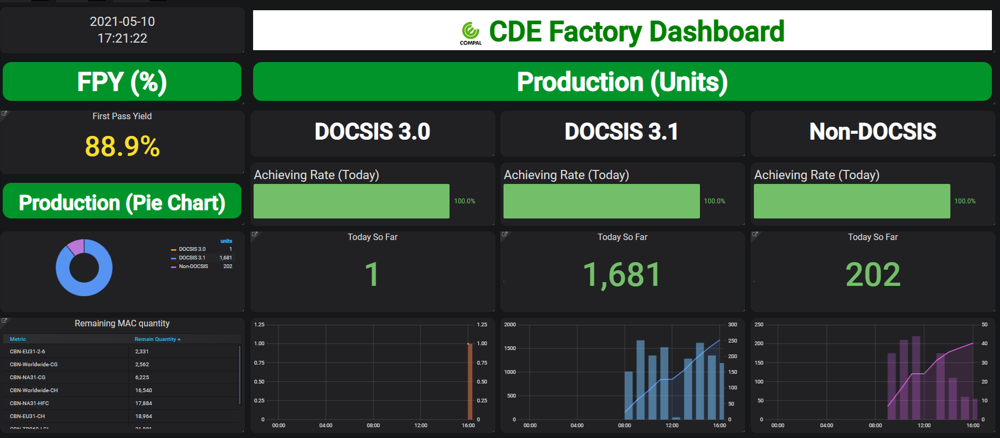 2021-05-10
17:21:22
COMPAL
CDE Factory Dashboard
FPY (%)
Production (Units)
First Pass Yield
88.9%
DOCSIS 3.0
DOCSIS 3.1
Non-DOCSIS
Achieving Rate (Today)
100.0%
Achieving Rate (Today)
100.0%
Achieving Rate (Today)
100.0%
Production (Pie Chart)
units
DOCSIS 3.0 1
DOCSIS 3.1 1,681
Non-DOCSIS 202
Today So Far
1
Today So Far
1,681
Today So Far
202
Remaining MAC quantity
Metric Remain Quantity
CBN-EU31-2-6 2,331
CBN-Worldwide-CG 2,562
CBN-NA31-CG 6,225
CBN-Worldwide-CH 16,540
CBN-NA31-HFC 17,884
CBN-EU31-CH 18,964
1.25
1.00
0.75
0.50
0.25
0
1.25
1.00
0.75
0.50
0.25
0
00:00 04:00 08:00 12:00 16:00
2000
1500
1000
500
0
300
250
200
150
100
50
0
00:00 04:00 08:00 12:00 16:00
250
200
150
100
50
0
50
40
30
20
10
0
00:00 04:00 08:00 12:00 16:00